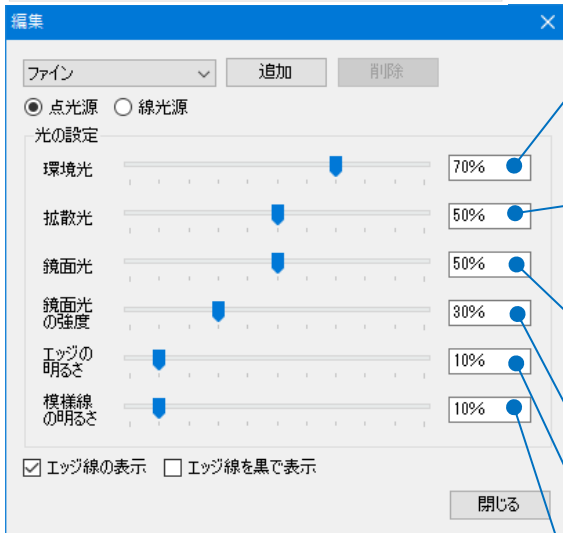 編集
ファイン 追加 削除
点光源 線光源
光の設定
環境光 70%
拡散光 50%
鏡面光 50%
鏡面光
の強度 30%
エッジの
明るさ 10%
模様線
の明るさ 10%
エッジ線の表示 エッジ線を黒で表示
閉じる